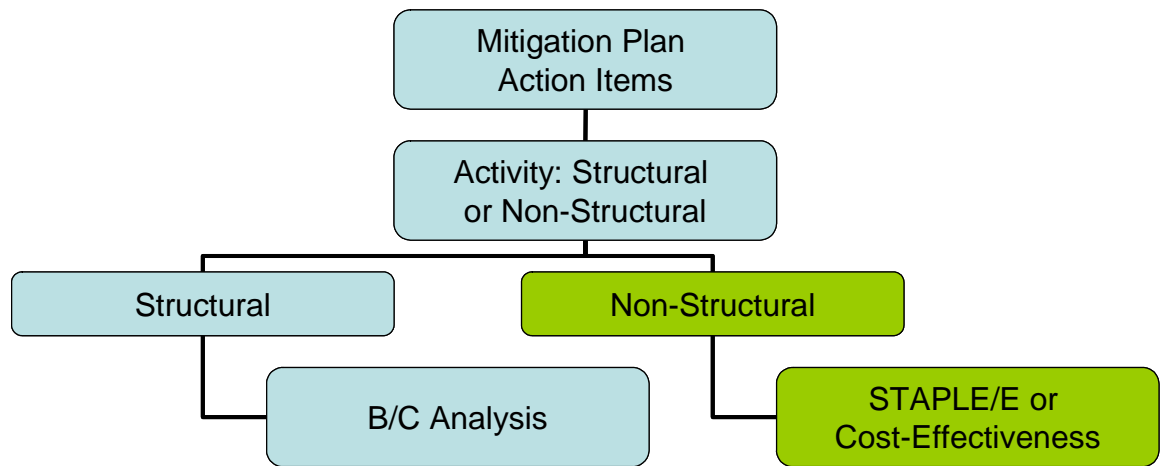 Mitigation Plan
Action Items
Activity: Structural
or Non-Structural
Structural
Non-Structural
B/C Analysis
STAPLE/E or
Cost-Effectiveness